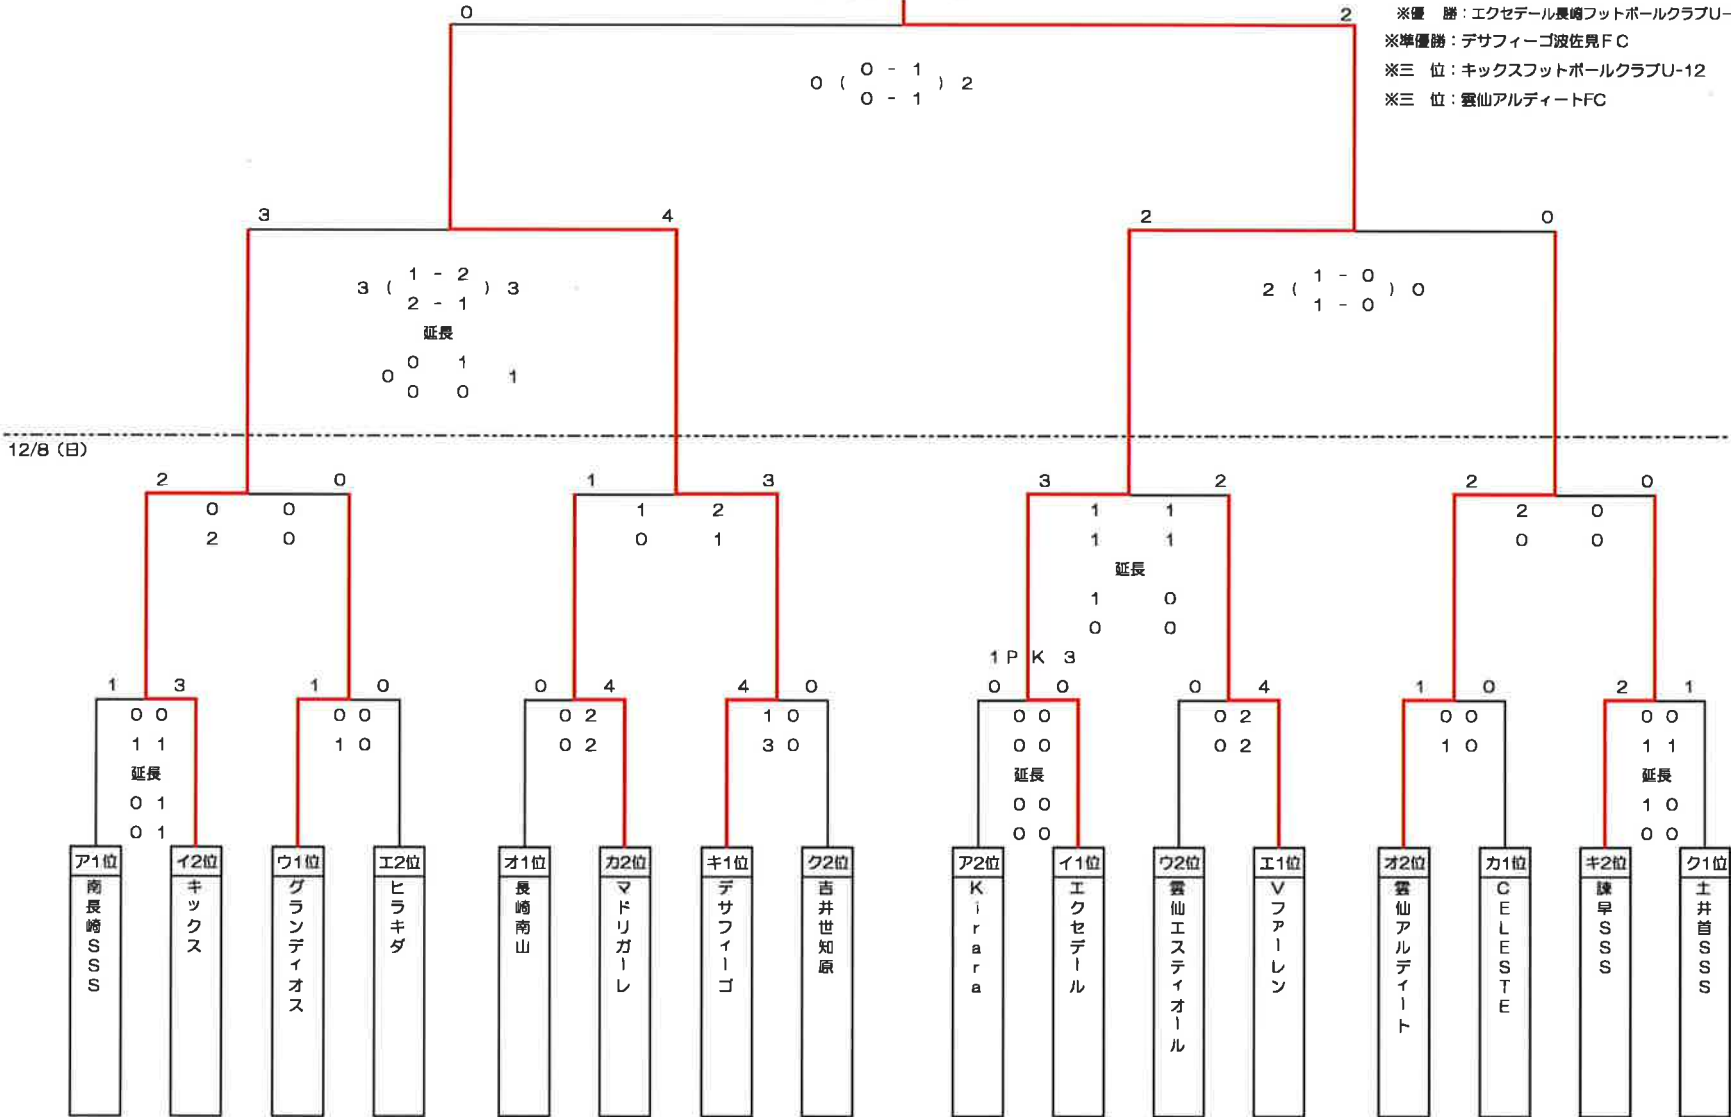 0 2
※優　勝：エクセデール長崎フットボールクラブU-
※準優勝：デサフィーゴ波佐見ＦＣ
※三　位：キックスフットボールクラブU-12
※三　位：雲仙アルディートFC
0 - 1
0 ( ) 2
0 - 1
3 4 2 0
1 - 2 1 - 0
3 ( ) 3 2 ( ) 0
2 - 1 1 - 0
延長
0 1
0 1
0 0
12/8（日）
2 0 1 3 3 2 2 0
0 0 1 2 1 1 2 0
2 0 0 1 1 1 0 0
延長
1 0
0 0
1 P K 3
1 3 1 0 0 4 4 0 0 0 0 4 1 0 2 1
0 0 0 0 0 2 1 0 0 0 0 2 0 0 0 0
1 1 1 0 0 2 3 0 0 0 0 2 1 0 1 1
延長 延長 延長
0 1 0 0 1 0
0 1 0 0 0 0
ア1位 イ2位 ウ1位 エ2位 オ1位 カ2位 キ1位 ク2位 ア2位 イ1位 ウ2位 エ1位 オ2位 カ1位 キ2位 ク1位
南長崎SSS
キックス
グランディオス
ヒラキダ
長崎南山
マドリガーレ
デサフィーゴ
吉井世知原
Kirara
エクセデール
雲仙エスティオール
Vファーレン
雲仙アルディート
CELESTE
諫早SSS
土井首SSS